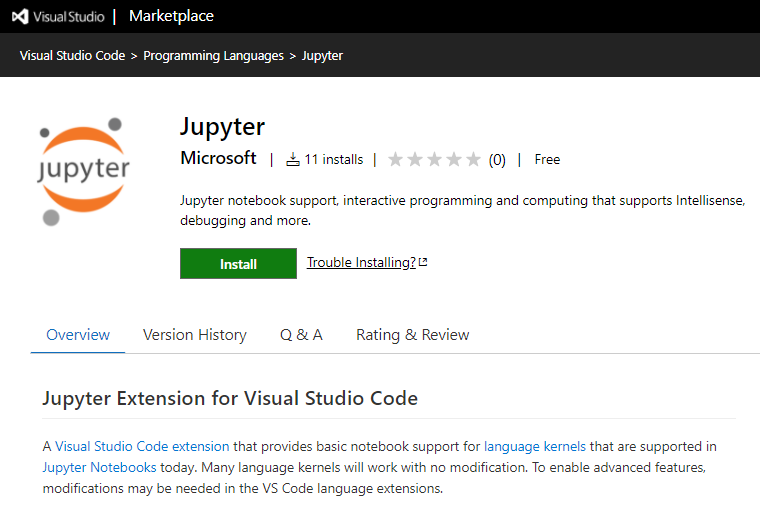 Visual Studio | Marketplace
Visual Studio Code > Programming Languages > Jupyter
jupyter
Jupyter
Microsoft | 11 installs | (0) | Free
Jupyter notebook support, interactive programming and computing that supports Intellisense,
debugging and more.
Install Trouble Installing?
Overview Version History Q & A Rating & Review
Jupyter Extension for Visual Studio Code
A Visual Studio Code extension that provides basic notebook support for language kernels that are supported in
Jupyter Notebooks today. Many language kernels will work with no modification. To enable advanced features,
modifications may be needed in the VS Code language extensions.